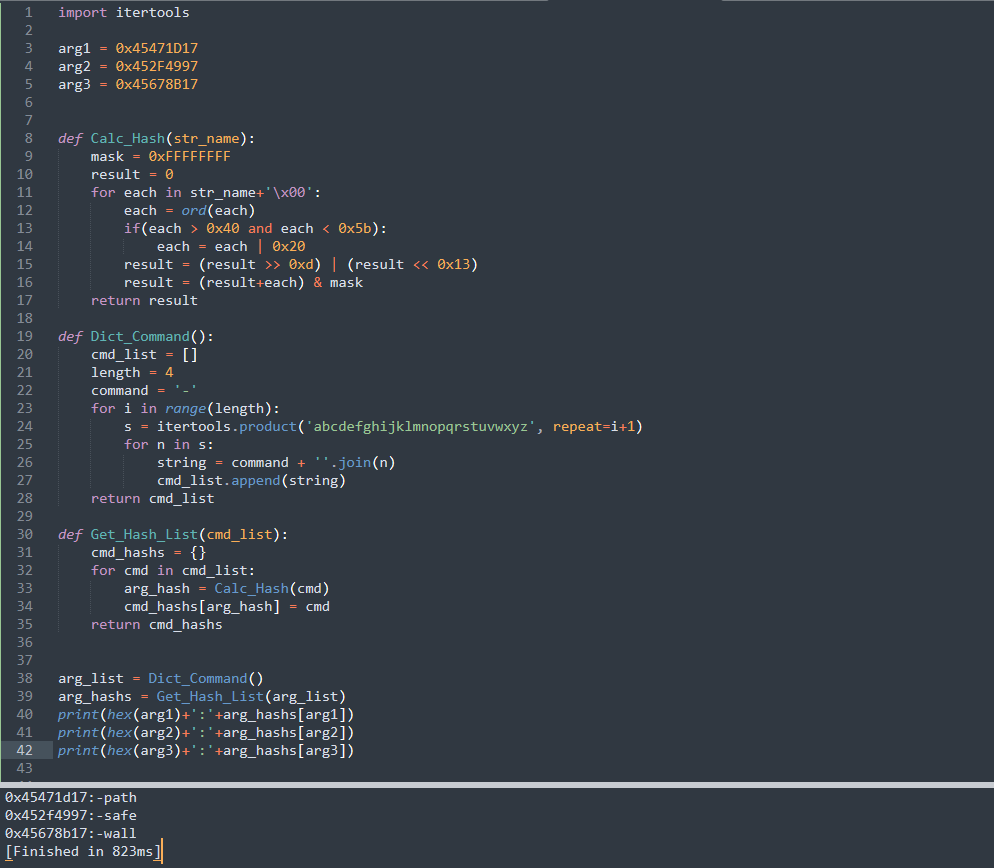 1 import itertools
2
3 arg1 = 0x45471D17
4 arg2 = 0x452F4997
5 arg3 = 0x45678B17
6
7
8 def Calc_Hash(str_name):
9     mask = 0xFFFFFFFF
10     result = 0
11     for each in str_name+'\x00':
12         each = ord(each)
13         if(each > 0x40 and each < 0x5b):
14             each = each | 0x20
15         result = (result >> 0xd) | (result << 0x13)
16         result = (result+each) & mask
17     return result
18
19 def Dict_Command():
20     cmd_list = []
21     length = 4
22     command = '-'
23     for i in range(length):
24         s = itertools.product('abcdefghijklmnopqrstuvwxyz', repeat=i+1)
25         for n in s:
26             string = command + ''.join(n)
27             cmd_list.append(string)
28     return cmd_list
29
30 def Get_Hash_List(cmd_list):
31     cmd_hashs = {}
32     for cmd in cmd_list:
33         arg_hash = Calc_Hash(cmd)
34         cmd_hashs[arg_hash] = cmd
35     return cmd_hashs
36
37
38 arg_list = Dict_Command()
39 arg_hashs = Get_Hash_List(arg_list)
40 print(hex(arg1)+':'+arg_hashs[arg1])
41 print(hex(arg2)+':'+arg_hashs[arg2])
42 print(hex(arg3)+':'+arg_hashs[arg3])
43
0x45471d17:-path
0x452f4997:-safe
0x45678b17:-wall
[Finished in 823ms]